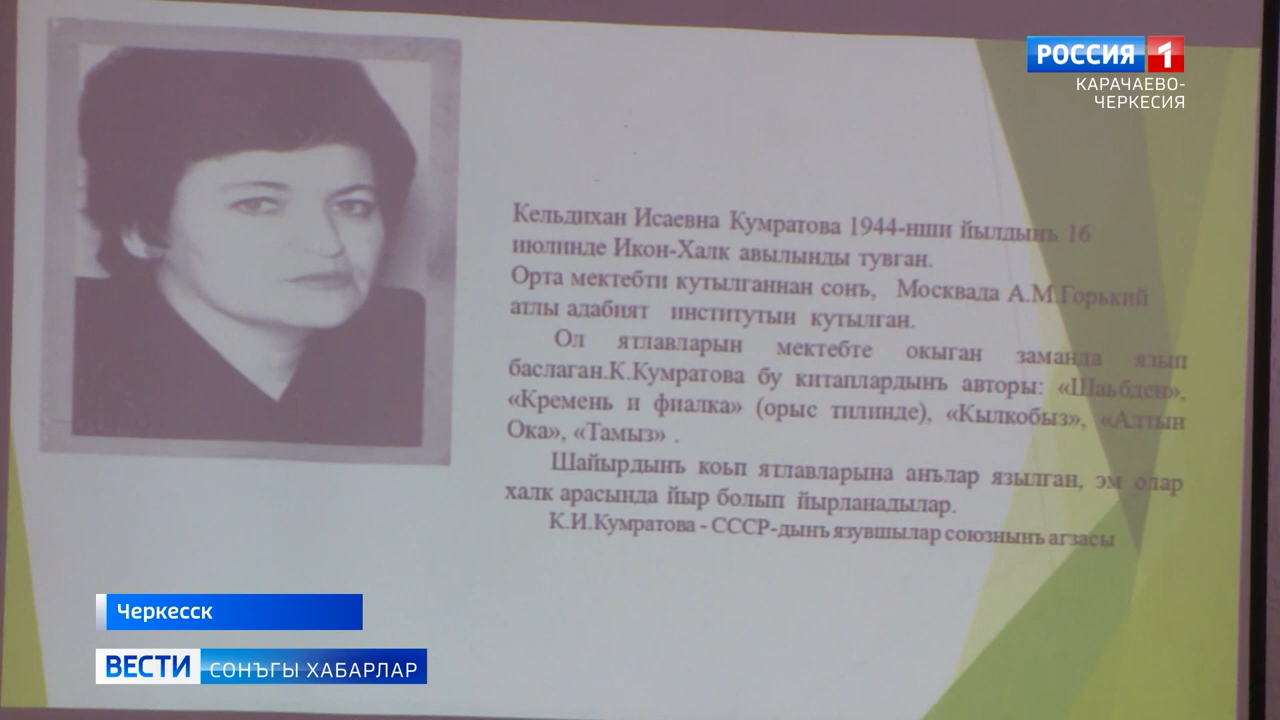 РОССИЯ 1
КАРАЧАЕВО-
ЧЕРКЕСИЯ
Кельдихан Исаевна Кумратова 1944-нши йылдынъ 16
июлинде Икон-Халк авылынды тувган.
Орта мектебти кутылганнан сонъ, Москвада А.М.Горький
атлы адабият институтын кутылган.
Ол ятлавларын мектебте окыган заманда язып
баслаган.К.Кумратова бу китаплардынъ авторы: «Шаьбден»,
«Кремень и фиалка» (орыс тилинде), «Кылкобыз», «Алтын
Ока», «Тамыз» .
Шайырдынъ коьп ятлавларына анълар язылган, эм олар
халк арасында йыр болып йырланадылар.
К.И.Кумратова - СССР-дынъ язувшылар союзнынъ агзасы
Черкесск
ВЕСТИ СОНЪГЫ ХАБАРЛАР